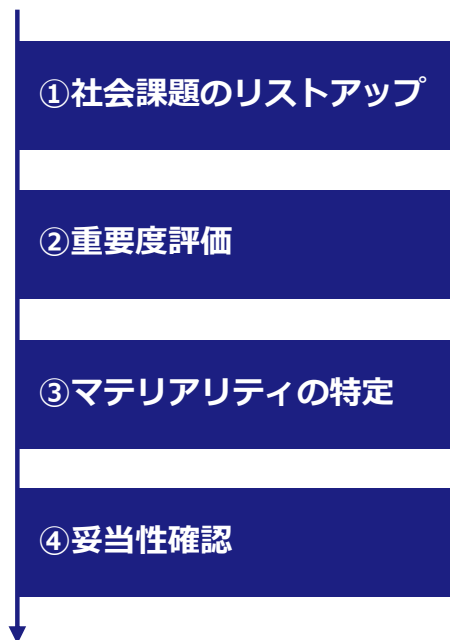 ①社会課題のリストアップ
②重要度評価
③マテリアリティの特定
④妥当性確認